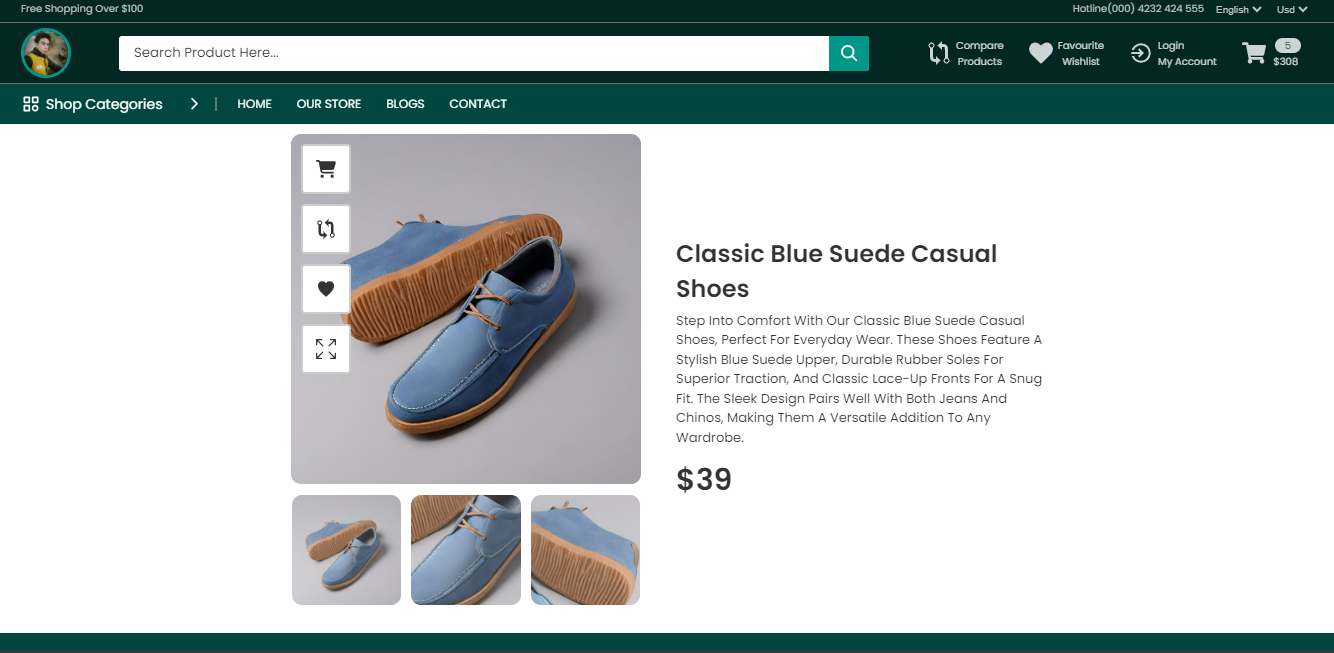 Free Shopping Over $100
Hotline(000) 4232 424 555 English Usd
Search Product Here...
Compare Products
Favourite Wishlist
Login My Account
5
$308
Shop Categories | HOME OUR STORE BLOGS CONTACT
Classic Blue Suede Casual
Shoes
Step Into Comfort With Our Classic Blue Suede Casual
Shoes, Perfect For Everyday Wear. These Shoes Feature A
Stylish Blue Suede Upper, Durable Rubber Soles For
Superior Traction, And Classic Lace-Up Fronts For A Snug
Fit. The Sleek Design Pairs Well With Both Jeans And
Chinos, Making Them A Versatile Addition To Any
Wardrobe.
$39